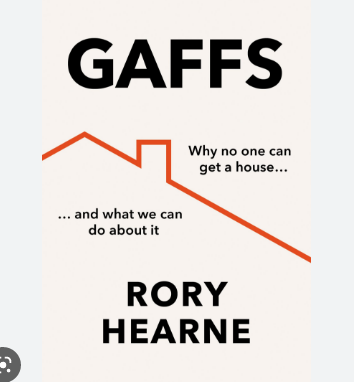 GAFFS
Why no one can
get a house...
... and what we can
do about it
RORY
HEARNE